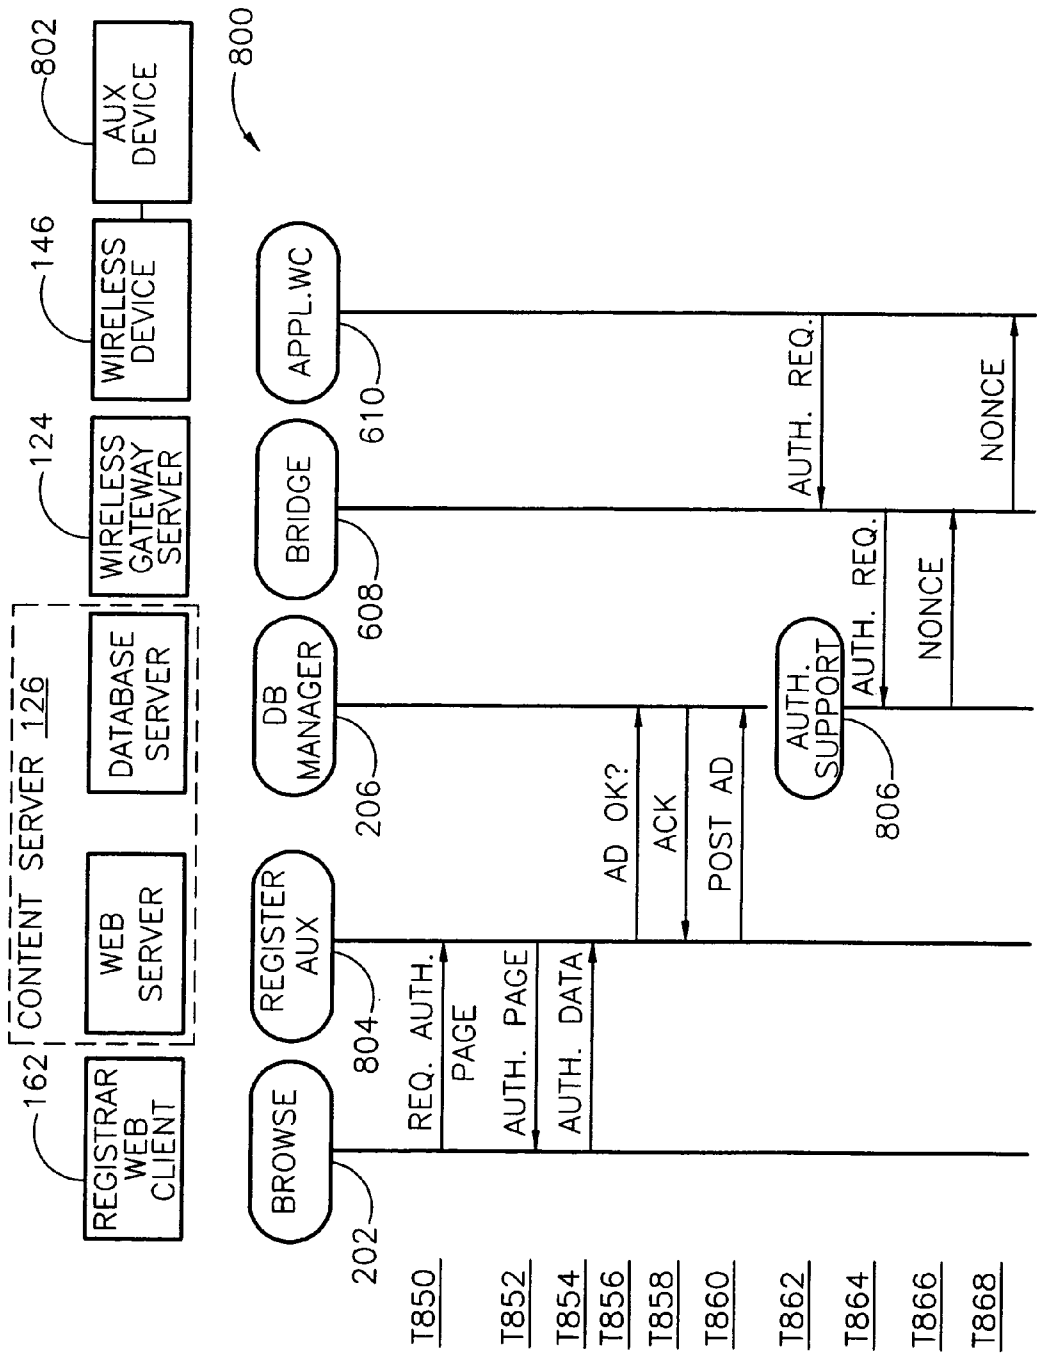 802
146
124
162
CONTENT SERVER 126
REGISTRAR
WEB
CLIENT
WEB
SERVER
DATABASE
SERVER
WIRELESS
GATEWAY
SERVER
WIRELESS
DEVICE
AUX
DEVICE
800
BROWSE
REGISTER
AUX
DB
MANAGER
BRIDGE
APPL.WC
202
804
206
608
610
T850
REQ. AUTH.
PAGE
T852
AUTH. PAGE
T854
AUTH. DATA
T856
AD OK?
T858
ACK
T860
POST AD
T862
AUTH.
SUPPORT
AUTH. REQ.
806
T864
AUTH. REQ.
T866
NONCE
T868
NONCE